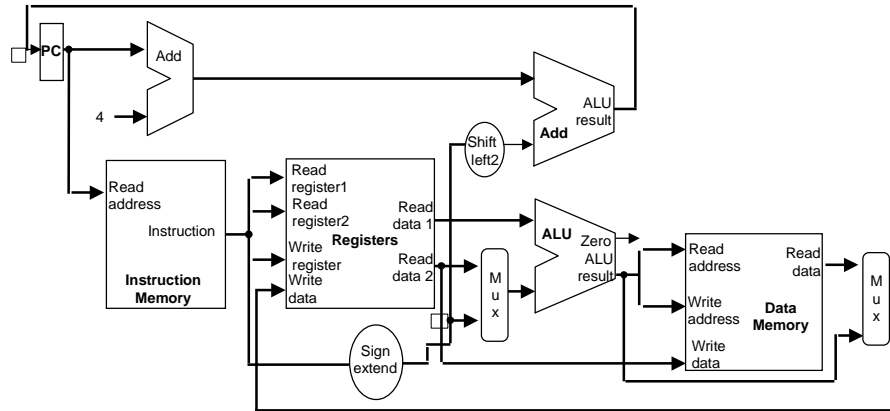 PC
Add
4
Shift
left2
Add
ALU
result
Read
address
Instruction
Instruction
Memory
Read
register1
Read
register2
Write
register
Write
data
Registers
Read
data 1
Read
data 2
Sign
extend
M
u
x
ALU
Zero
ALU
result
Read
address
Write
address
Write
data
Read
data
Data
Memory
M
u
x